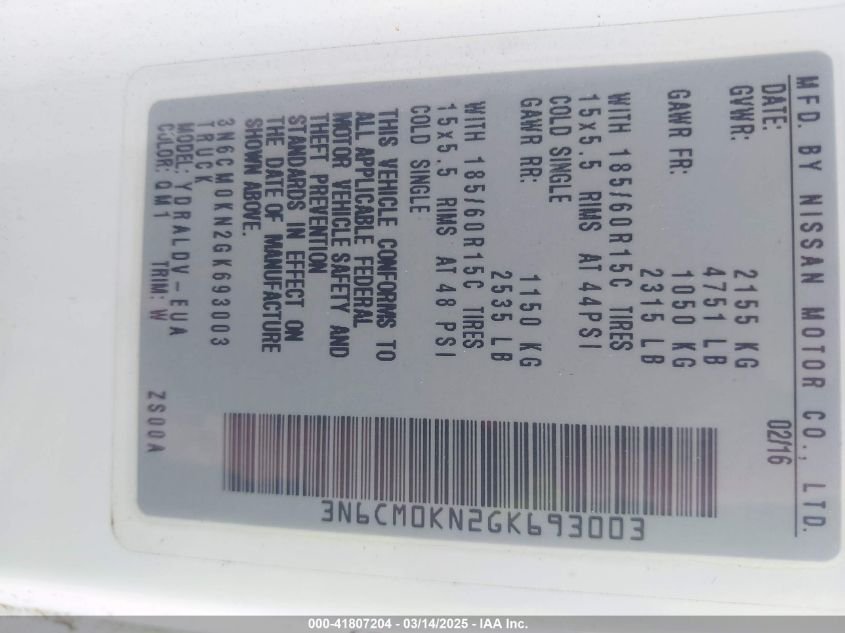 MFD. BY NISSAN MOTOR CO., LTD.
DATE: 02/16
GVWR: 2155 KG
4751 LB
GAWR FR: 1050 KG
2315 LB
WITH 185/60R15C TIRES
15x5.5 RIMS AT 44PSI
COLD SINGLE
GAWR RR: 1150 KG
2535 LB
WITH 185/60R15C TIRES
15x5.5 RIMS AT 48 PSI
COLD SINGLE
THIS VEHICLE CONFORMS TO
ALL APPLICABLE FEDERAL
MOTOR VEHICLE SAFETY AND
THEFT PREVENTION
STANDARDS IN EFFECT ON
THE DATE OF MANUFACTURE
SHOWN ABOVE.
3N6CM0KN2GK693003
TRUCK
MODEL: YDRALDV-EUA
COLOR: QM1 TRIM: W
ZS00A
3N6CM0KN2GK693003
000-41807204 - 03/14/2025 - IAA Inc.